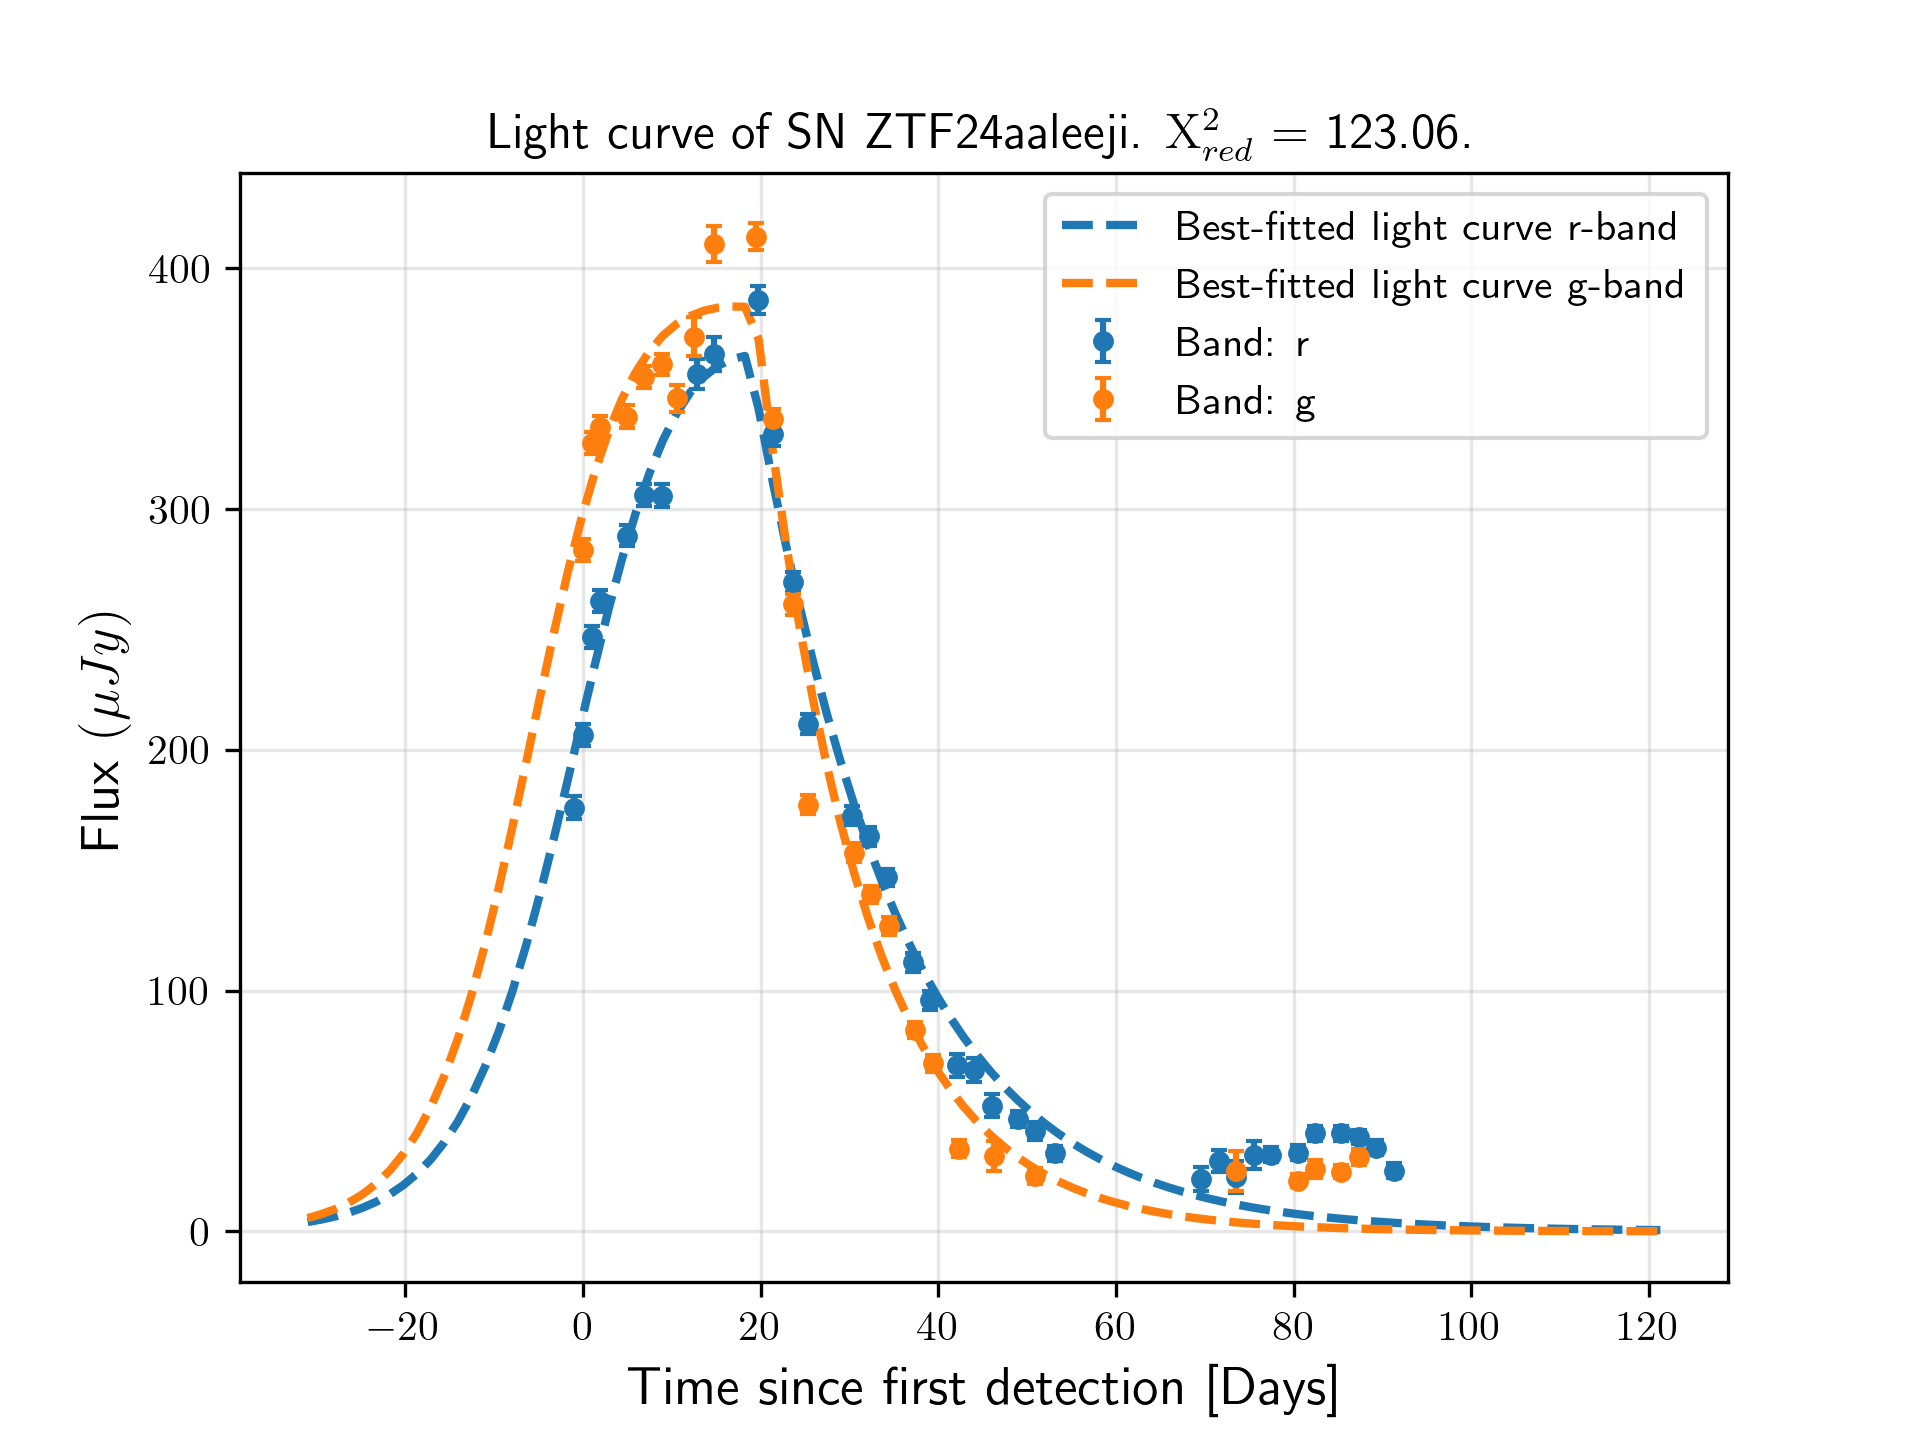 Light curve of SN ZTF24aaleeji. X²_red = 123.06.
Best-fitted light curve r-band
Best-fitted light curve g-band
Band: r
Band: g
Flux (μJy)
400
300
200
100
0
−20 0 20 40 60 80 100 120
Time since first detection [Days]